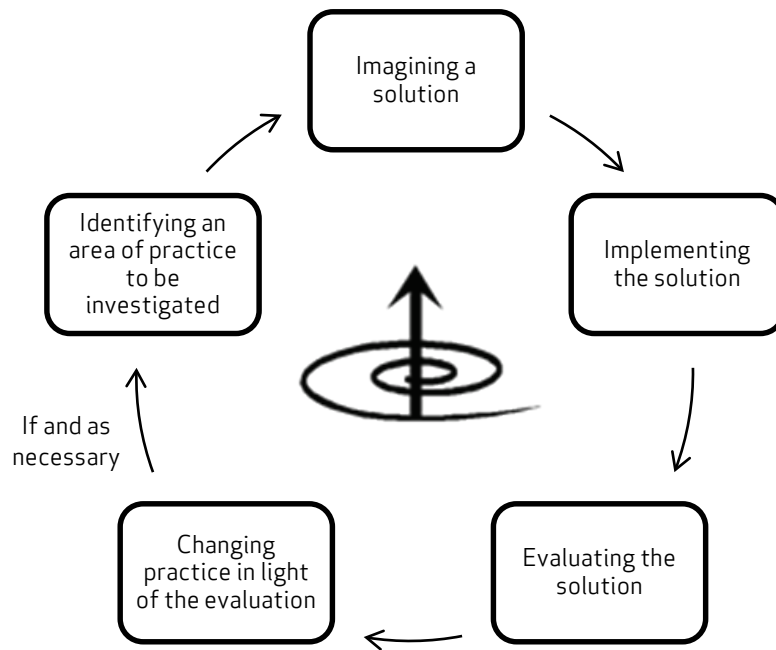 Imagining a
solution
Implementing
the solution
Evaluating the
solution
Changing
practice in light
of the evaluation
If and as
necessary
Identifying an
area of practice
to be
investigated